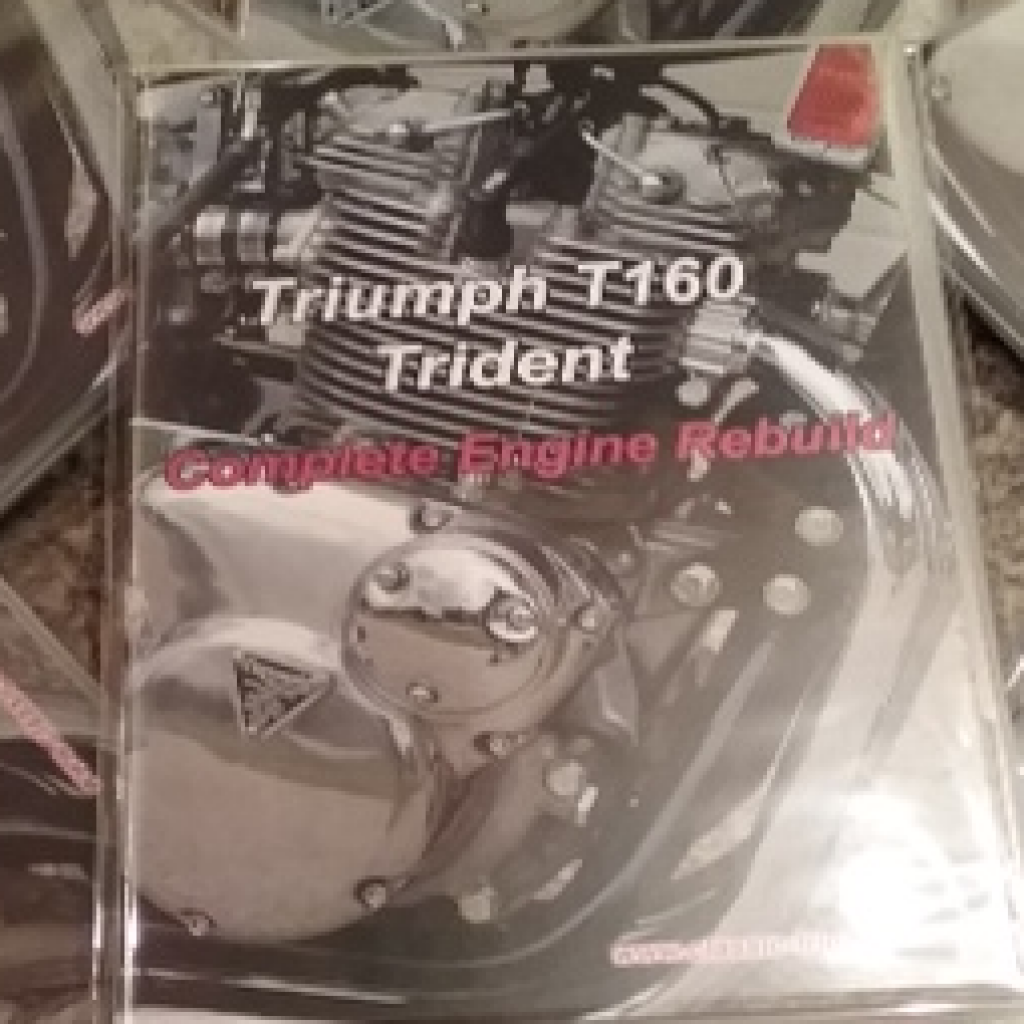 Triumph T160
Trident
Complete Engine Rebuild